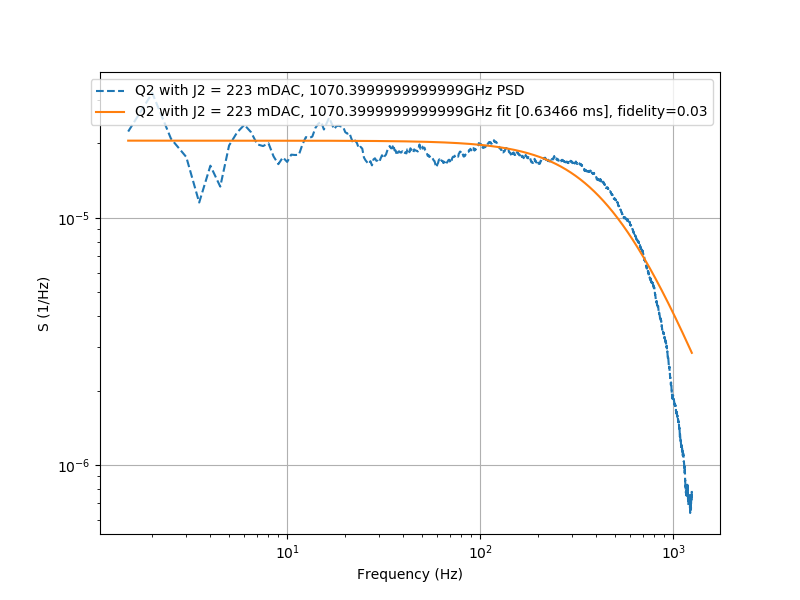 Q2 with J2 = 223 mDAC, 1070.3999999999999GHz PSD
Q2 with J2 = 223 mDAC, 1070.3999999999999GHz fit [0.63466 ms], fidelity=0.03
S (1/Hz)
10⁻⁵
10⁻⁶
10¹ 10² 10³
Frequency (Hz)